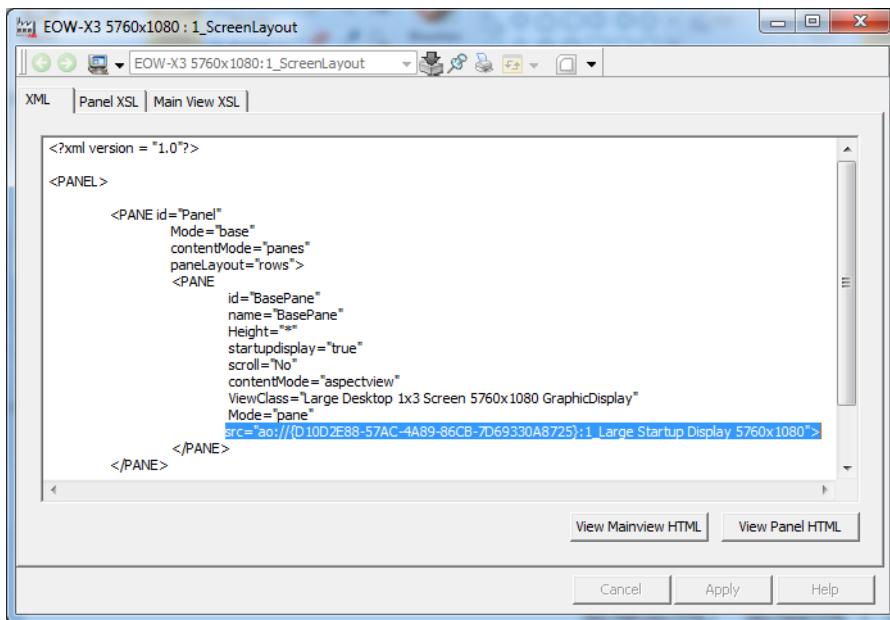 EOW-X3 5760x1080 : 1_ScreenLayout
EOW-X3 5760x1080:1_ScreenLayout
XML Panel XSL Main View XSL
<?xml version = "1.0"?>
<PANEL>
<PANE id="Panel"
Mode="base"
contentMode="panes"
paneLayout="rows">
<PANE
id="BasePane"
name="BasePane"
Height="*"
startupdisplay="true"
scroll="No"
contentMode="aspectview"
ViewClass="Large Desktop 1x3 Screen 5760x1080 GraphicDisplay"
Mode="pane"
src="ao://{D10D2E88-57AC-4A89-86CB-7D69330A8725}:1_Large Startup Display 5760x1080">
</PANE>
</PANE>
View Mainview HTML View Panel HTML
Cancel Apply Help